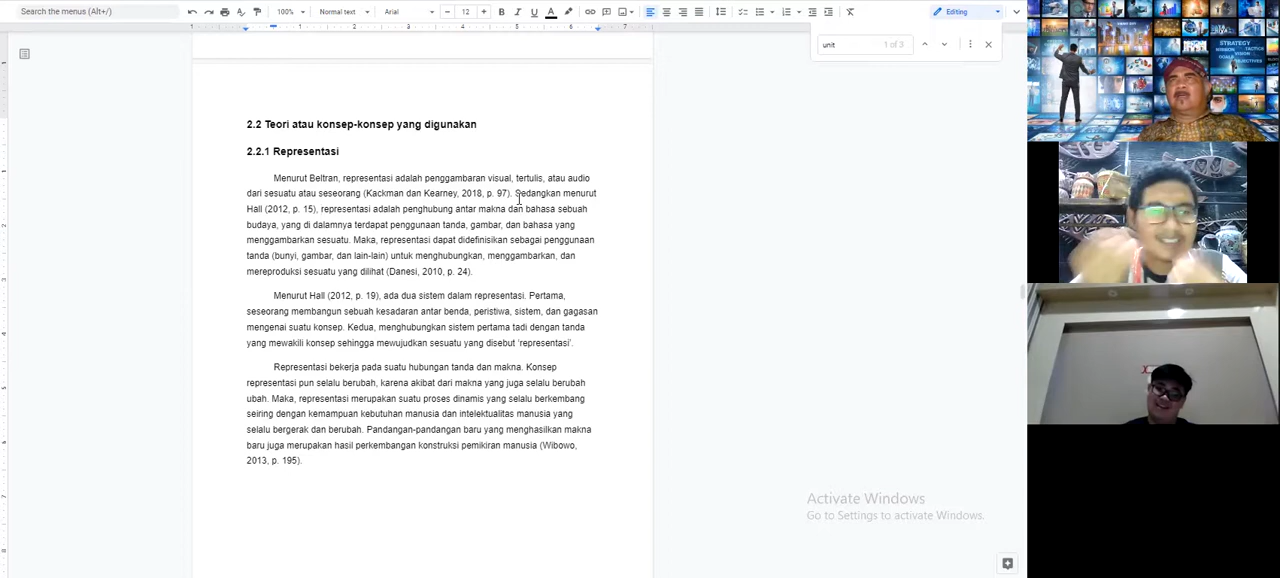 Search the menus (Alt+/)
100%
Normal text
Arial
12
Editing
unit
1 of 3
2.2 Teori atau konsep-konsep yang digunakan
2.2.1 Representasi
Menurut Beltran, representasi adalah penggambaran visual, tertulis, atau audio
dari sesuatu atau seseorang (Kackman dan Kearney, 2018, p. 97). Sedangkan menurut
Hall (2012, p. 15), representasi adalah penghubung antar makna dan bahasa sebuah
budaya, yang di dalamnya terdapat penggunaan tanda, gambar, dan bahasa yang
menggambarkan sesuatu. Maka, representasi dapat didefinisikan sebagai penggunaan
tanda (bunyi, gambar, dan lain-lain) untuk menghubungkan, menggambarkan, dan
mereproduksi sesuatu yang dilihat (Danesi, 2010, p. 24).
Menurut Hall (2012, p. 19), ada dua sistem dalam representasi. Pertama,
seseorang membangun sebuah kesadaran antar benda, peristiwa, sistem, dan gagasan
mengenai suatu konsep. Kedua, menghubungkan sistem pertama tadi dengan tanda
yang mewakili konsep sehingga mewujudkan sesuatu yang disebut 'representasi'.
Representasi bekerja pada suatu hubungan tanda dan makna. Konsep
representasi pun selalu berubah, karena akibat dari makna yang juga selalu berubah
ubah. Maka, representasi merupakan suatu proses dinamis yang selalu berkembang
seiring dengan kemampuan kebutuhan manusia dan intelektualitas manusia yang
selalu bergerak dan berubah. Pandangan-pandangan baru yang menghasilkan makna
baru juga merupakan hasil perkembangan konstruksi pemikiran manusia (Wibowo,
2013, p. 195).
Activate Windows
Go to Settings to activate Windows.
STRATEGY
MISSION
TACTICS
VISION
GOALS
OBJECTIVES